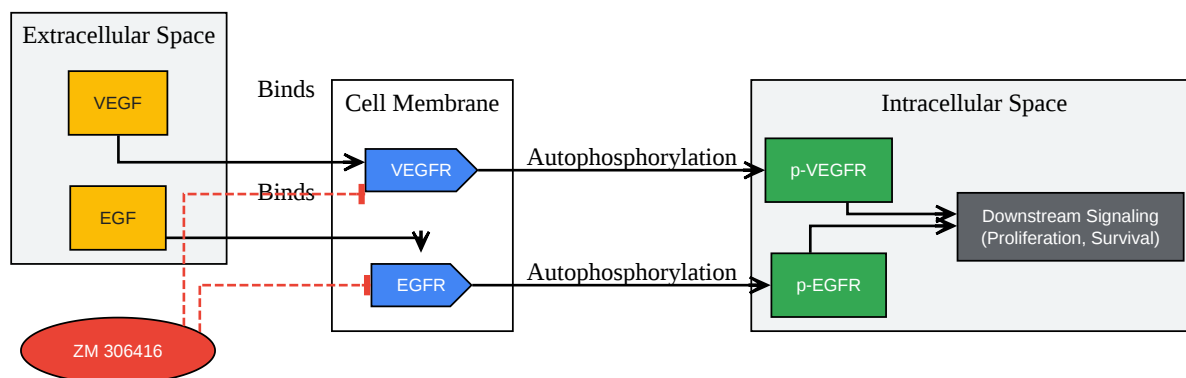 Extracellular Space
VEGF
EGF
Binds
Binds
Cell Membrane
VEGFR
EGFR
Autophosphorylation
Autophosphorylation
Intracellular Space
p-VEGFR
p-EGFR
Downstream Signaling
(Proliferation, Survival)
ZM 306416